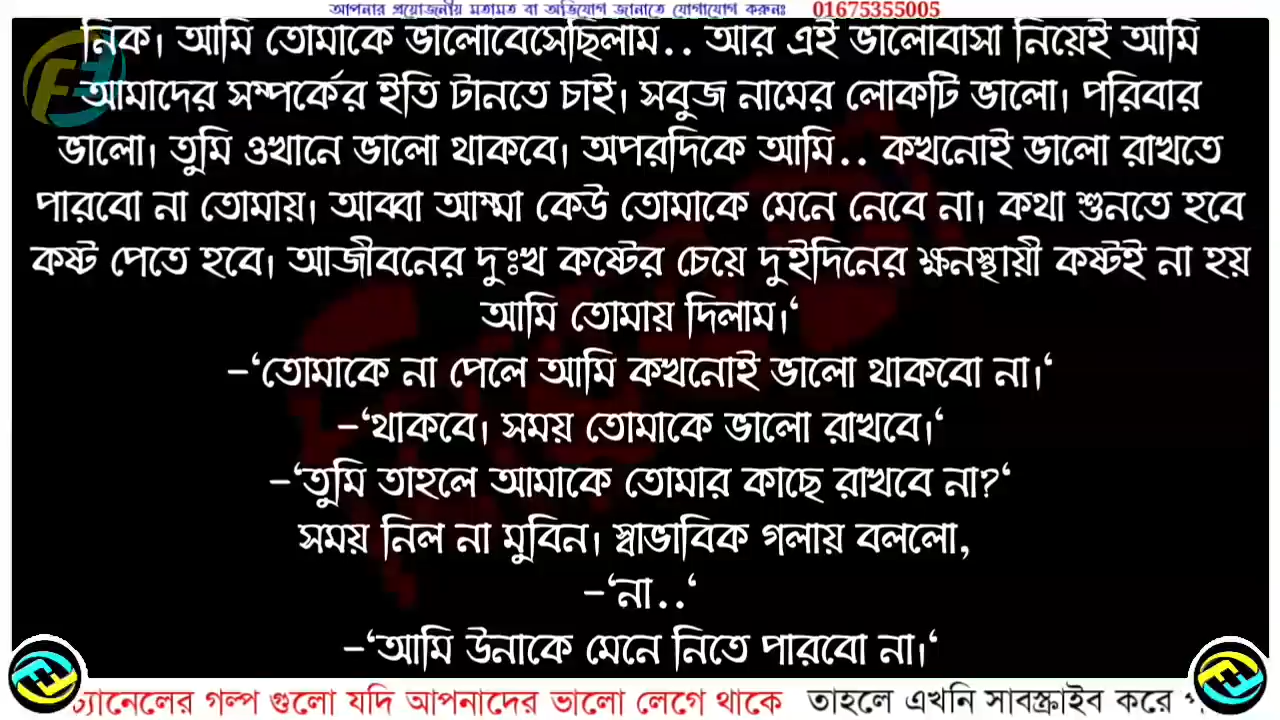 আপনার প্রয়োজনীয় মতামত বা অভিযোগ জানাতে যোগাযোগ করুনঃ 01675355005
নিক। আমি তোমাকে ভালোবেসেছিলাম.. আর এই ভালোবাসা নিয়েই আমি
আমাদের সম্পর্কের ইতি টানতে চাই। সবুজ নামের লোকটি ভালো। পরিবার
ভালো। তুমি ওখানে ভালো থাকবে। অপরদিকে আমি.. কখনোই ভালো রাখতে
পারবো না তোমায়। আব্বা আম্মা কেউ তোমাকে মেনে নেবে না। কথা শুনতে হবে
কষ্ট পেতে হবে। আজীবনের দুঃখ কষ্টের চেয়ে দুইদিনের ক্ষনস্থায়ী কষ্টই না হয়
আমি তোমায় দিলাম।‘
-‘তোমাকে না পেলে আমি কখনোই ভালো থাকবো না।‘
-‘থাকবে। সময় তোমাকে ভালো রাখবে।‘
-‘তুমি তাহলে আমাকে তোমার কাছে রাখবে না?‘
সময় নিল না মুবিন। স্বাভাবিক গলায় বললো,
-‘না..‘
-‘আমি উনাকে মেনে নিতে পারবো না।‘
চ্যানেলের গল্প গুলো যদি আপনাদের ভালো লেগে থাকে তাহলে এখনি সাবস্ক্রাইব করে